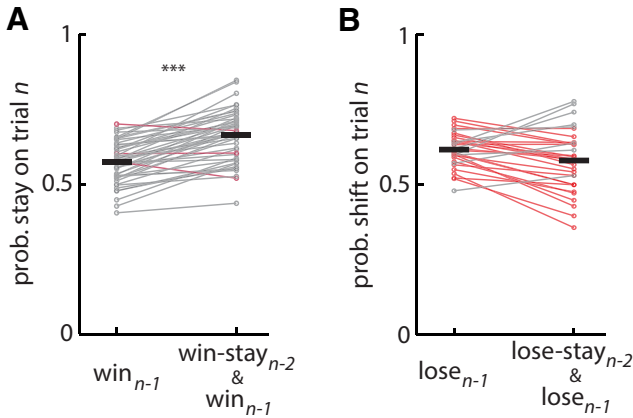 A
prob. stay on trial n
1
0.5
0
***
win n-1
win-stay n-2
&
win n-1
B
prob. shift on trial n
1
0.5
0
lose n-1
lose-stay n-2
&
lose n-1